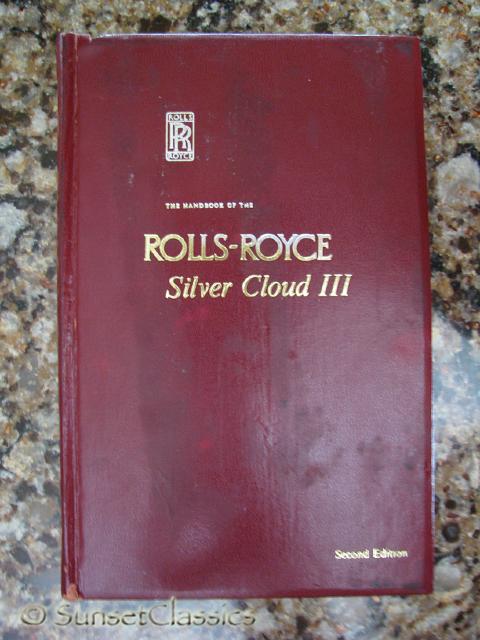 ROLLS
RR
ROYCE
THE HANDBOOK OF THE
ROLLS-ROYCE
Silver Cloud III
Second Edition
© SunsetClassics